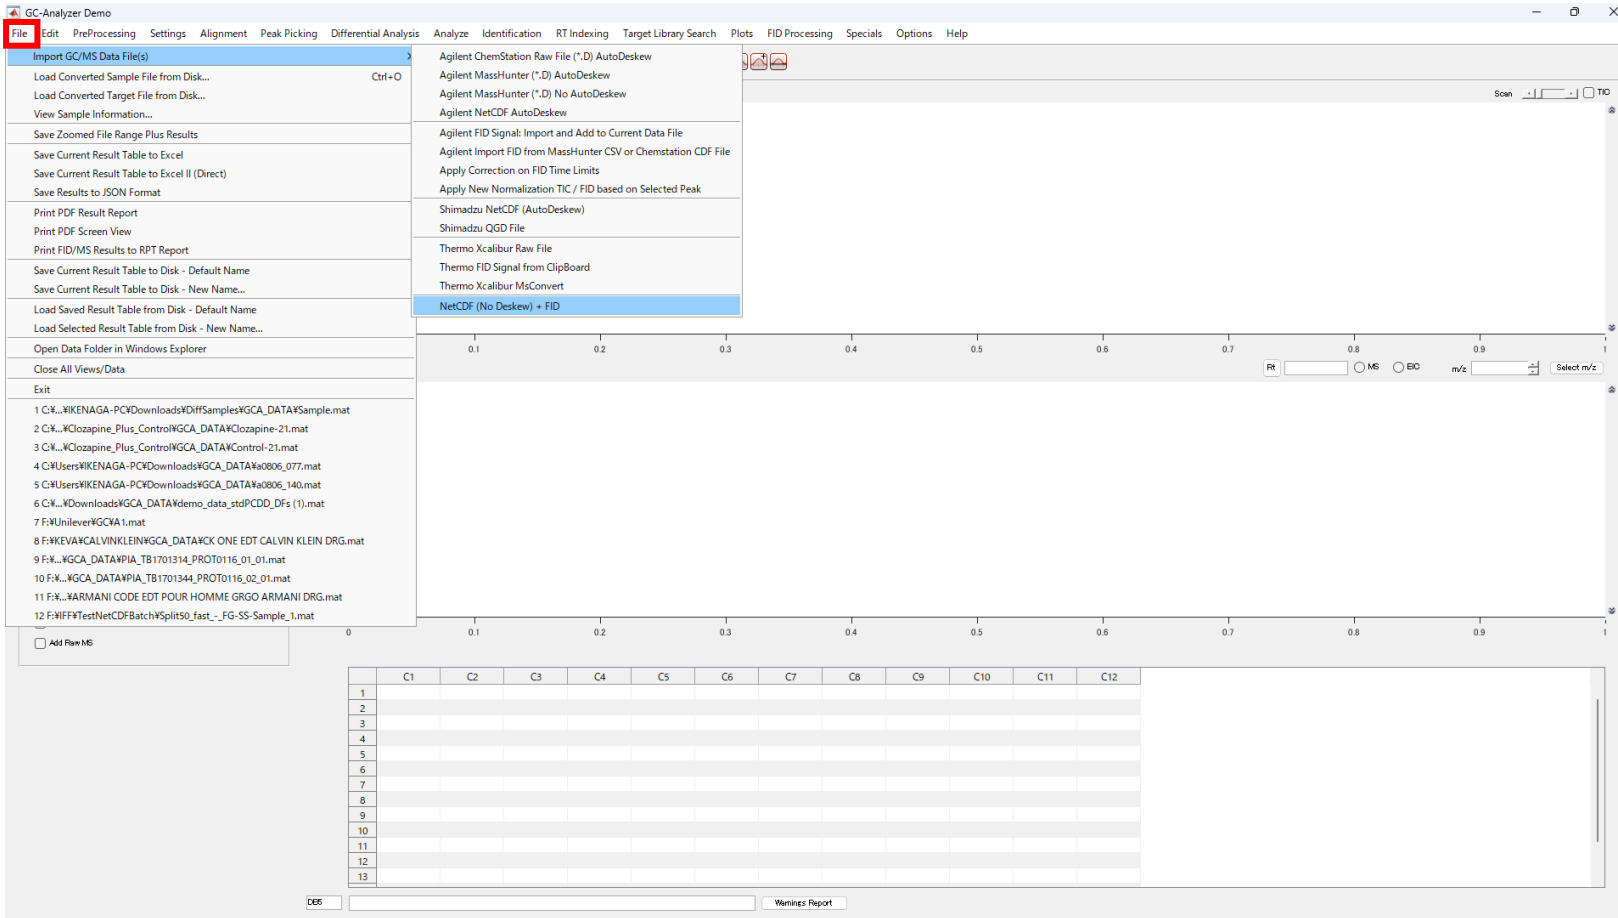 GC-Analyzer Demo
File Edit PreProcessing Settings Alignment Peak Picking Differential Analysis Analyze Identification RT Indexing Target Library Search Plots FID Processing Specials Options Help
Import GC/MS Data File(s)
Load Converted Sample File from Disk... Ctrl+O
Load Converted Target File from Disk...
View Sample Information...
Save Zoomed File Range Plus Results
Save Current Result Table to Excel
Save Current Result Table to Excel II (Direct)
Save Results to JSON Format
Print PDF Result Report
Print PDF Screen View
Print FID/MS Results to RPT Report
Save Current Result Table to Disk - Default Name
Save Current Result Table to Disk - New Name...
Load Saved Result Table from Disk - Default Name
Load Selected Result Table from Disk - New Name...
Open Data Folder in Windows Explorer
Close All Views/Data
Exit
1 C:¥...¥IKENAGA-PC¥Downloads¥DiffSamples¥GCA_DATA¥Sample.mat
2 C:¥...¥Clozapine_Plus_Control¥GCA_DATA¥Clozapine-21.mat
3 C:¥...¥Clozapine_Plus_Control¥GCA_DATA¥Control-21.mat
4 C:¥Users¥IKENAGA-PC¥Downloads¥GCA_DATA¥a0806_077.mat
5 C:¥Users¥IKENAGA-PC¥Downloads¥GCA_DATA¥a0806_140.mat
6 C:¥...¥Downloads¥GCA_DATA¥demo_data_stdPCDD_DFs (1).mat
7 F:¥Unilever¥GC¥A1.mat
8 F:¥KEVA¥CALVINKLEIN¥GCA_DATA¥CK ONE EDT CALVIN KLEIN DRG.mat
9 F:¥...¥GCA_DATA¥PIA_TB1701314_PROT0116_01_01.mat
10 F:¥...¥GCA_DATA¥PIA_TB1701344_PROT0116_02_01.mat
11 F:¥...¥ARMANI CODE EDT POUR HOMME GRGO ARMANI DRG.mat
12 F:¥IFF¥TestNetCDFBatch¥Split50_fast_-_FG-SS-Sample_1.mat
Agilent ChemStation Raw File (*.D) AutoDeskew
Agilent MassHunter (*.D) AutoDeskew
Agilent MassHunter (*.D) No AutoDeskew
Agilent NetCDF AutoDeskew
Agilent FID Signal: Import and Add to Current Data File
Agilent Import FID from MassHunter CSV or Chemstation CDF File
Apply Correction on FID Time Limits
Apply New Normalization TIC / FID based on Selected Peak
Shimadzu NetCDF (AutoDeskew)
Shimadzu QGD File
Thermo Xcalibur Raw File
Thermo FID Signal from ClipBoard
Thermo Xcalibur MsConvert
NetCDF (No Deskew) + FID
Scan TIC
0.1 0.2 0.3 0.4 0.5 0.6 0.7 0.8 0.9 1
Rt MS EIC m/z Select m/z
0 0.1 0.2 0.3 0.4 0.5 0.6 0.7 0.8 0.9 1
Add Raw MS
C1 C2 C3 C4 C5 C6 C7 C8 C9 C10 C11 C12
1
2
3
4
5
6
7
8
9
10
11
12
13
DB5 Warnings Report